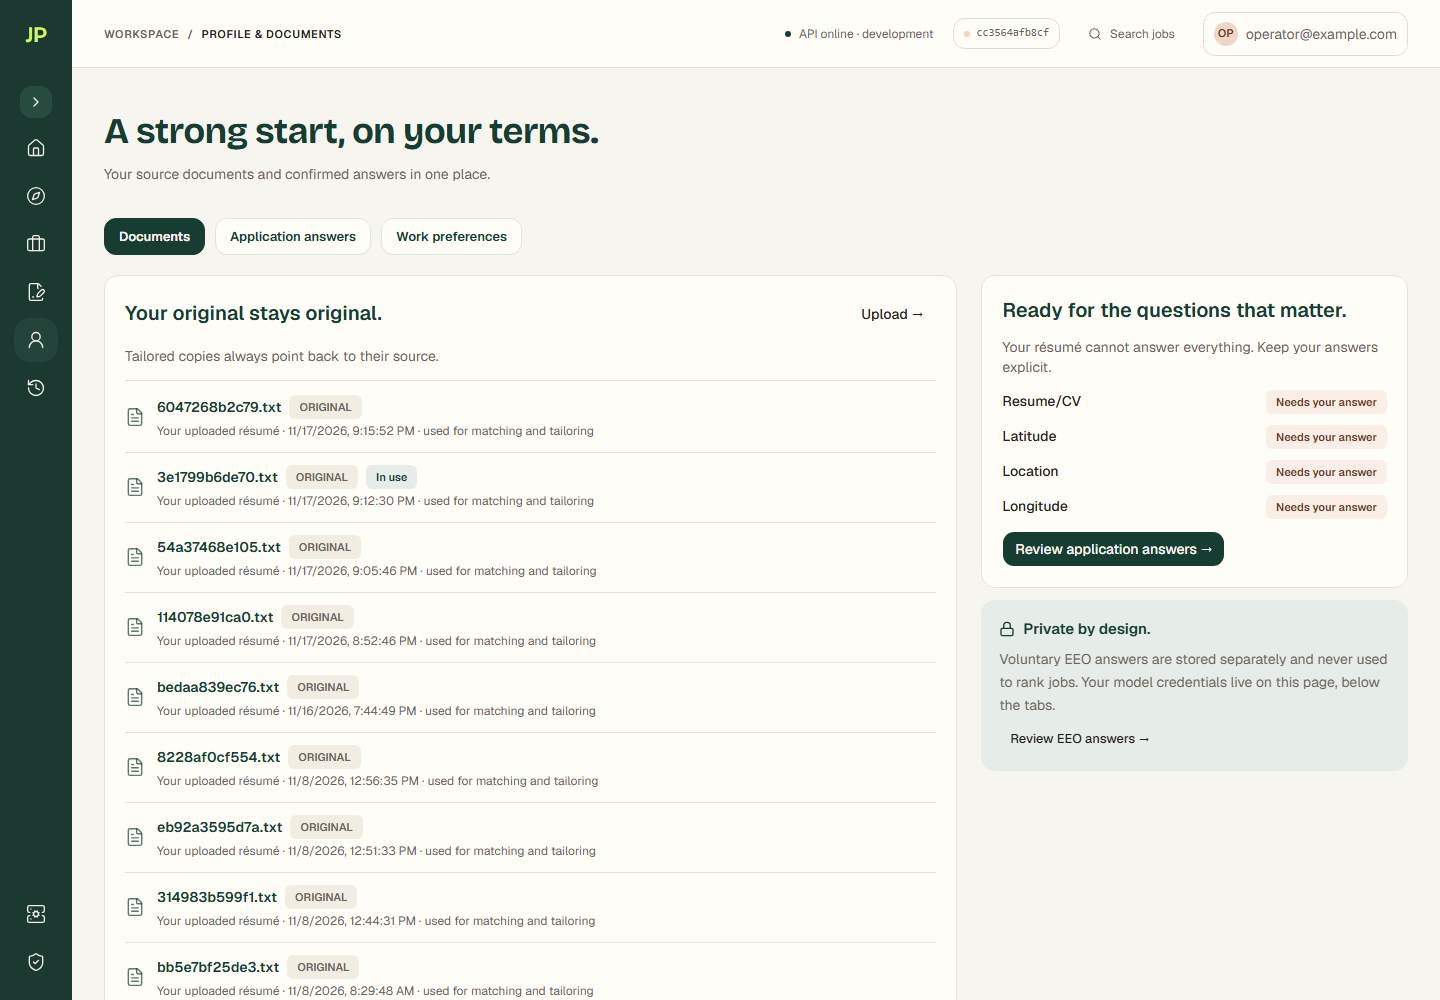 JP
WORKSPACE / PROFILE & DOCUMENTS
API online · development
cc3564afb8cf
Search jobs
OP operator@example.com
A strong start, on your terms.
Your source documents and confirmed answers in one place.
Documents
Application answers
Work preferences
Your original stays original.
Upload →
Tailored copies always point back to their source.
6047268b2c79.txt ORIGINAL
Your uploaded résumé · 11/17/2026, 9:15:52 PM · used for matching and tailoring
3e1799b6de70.txt ORIGINAL In use
Your uploaded résumé · 11/17/2026, 9:12:30 PM · used for matching and tailoring
54a37468e105.txt ORIGINAL
Your uploaded résumé · 11/17/2026, 9:05:46 PM · used for matching and tailoring
114078e91ca0.txt ORIGINAL
Your uploaded résumé · 11/17/2026, 8:52:46 PM · used for matching and tailoring
bedaa839ec76.txt ORIGINAL
Your uploaded résumé · 11/16/2026, 7:44:49 PM · used for matching and tailoring
8228af0cf554.txt ORIGINAL
Your uploaded résumé · 11/8/2026, 12:56:35 PM · used for matching and tailoring
eb92a3595d7a.txt ORIGINAL
Your uploaded résumé · 11/8/2026, 12:51:33 PM · used for matching and tailoring
314983b599f1.txt ORIGINAL
Your uploaded résumé · 11/8/2026, 12:44:31 PM · used for matching and tailoring
bb5e7bf25de3.txt ORIGINAL
Your uploaded résumé · 11/8/2026, 8:29:48 AM · used for matching and tailoring
Ready for the questions that matter.
Your résumé cannot answer everything. Keep your answers
explicit.
Resume/CV Needs your answer
Latitude Needs your answer
Location Needs your answer
Longitude Needs your answer
Review application answers →
Private by design.
Voluntary EEO answers are stored separately and never used
to rank jobs. Your model credentials live on this page, below
the tabs.
Review EEO answers →